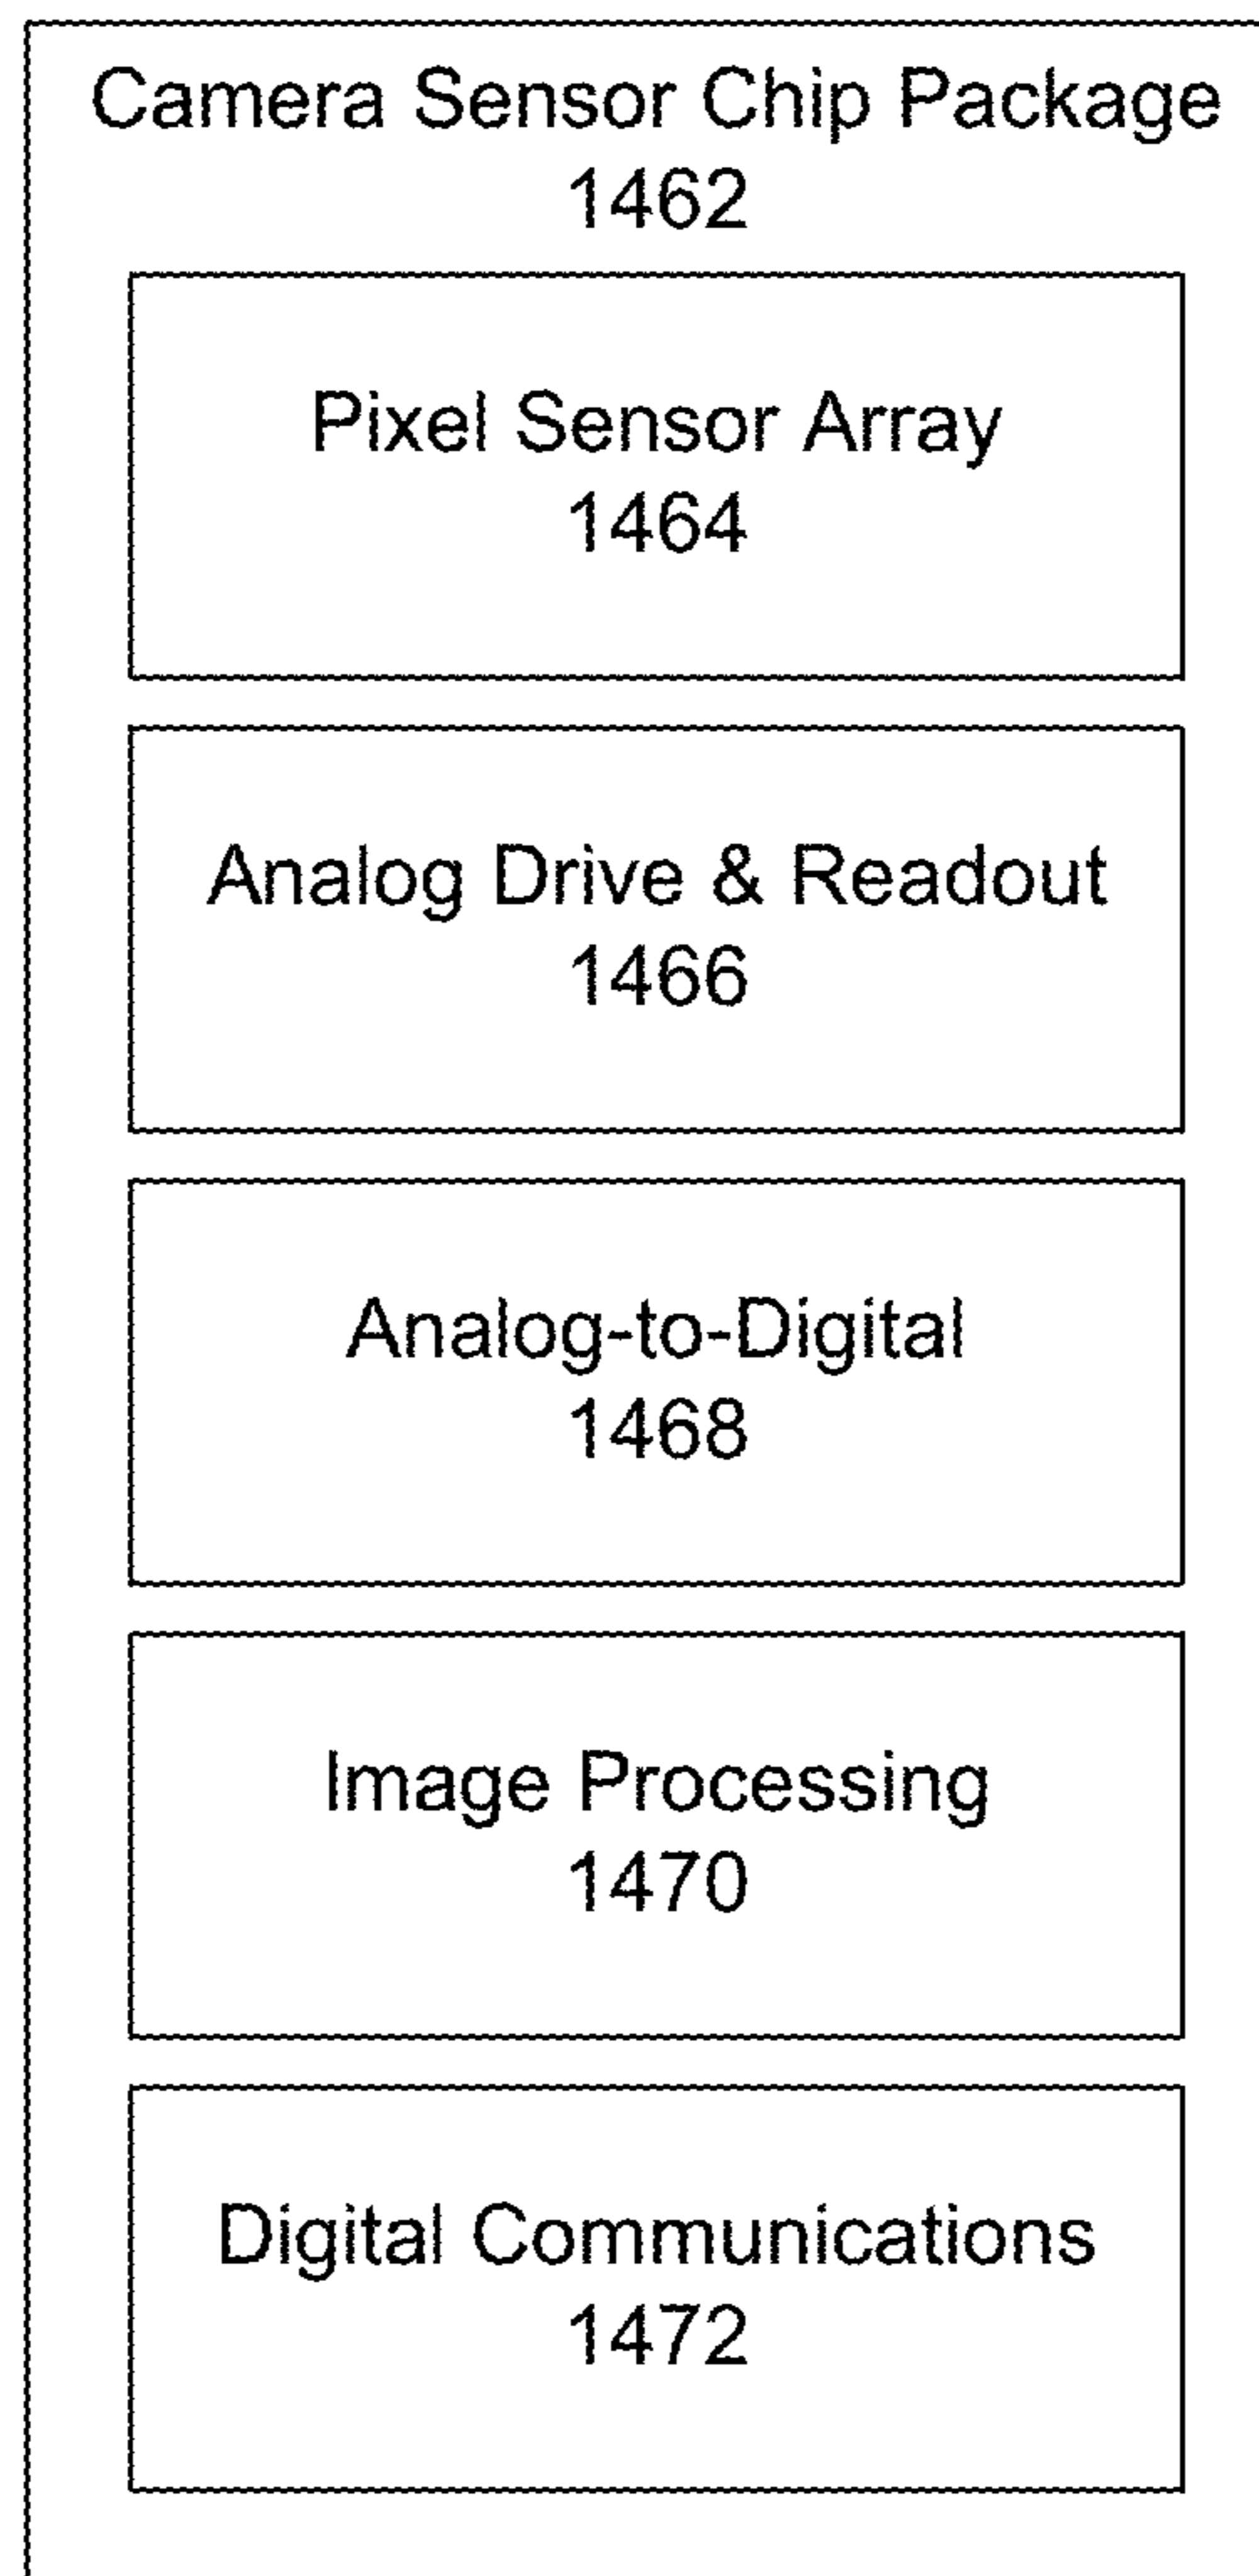 Camera Sensor Chip Package
1462
Pixel Sensor Array
1464
Analog Drive & Readout
1466
Analog-to-Digital
1468
Image Processing
1470
Digital Communications
1472